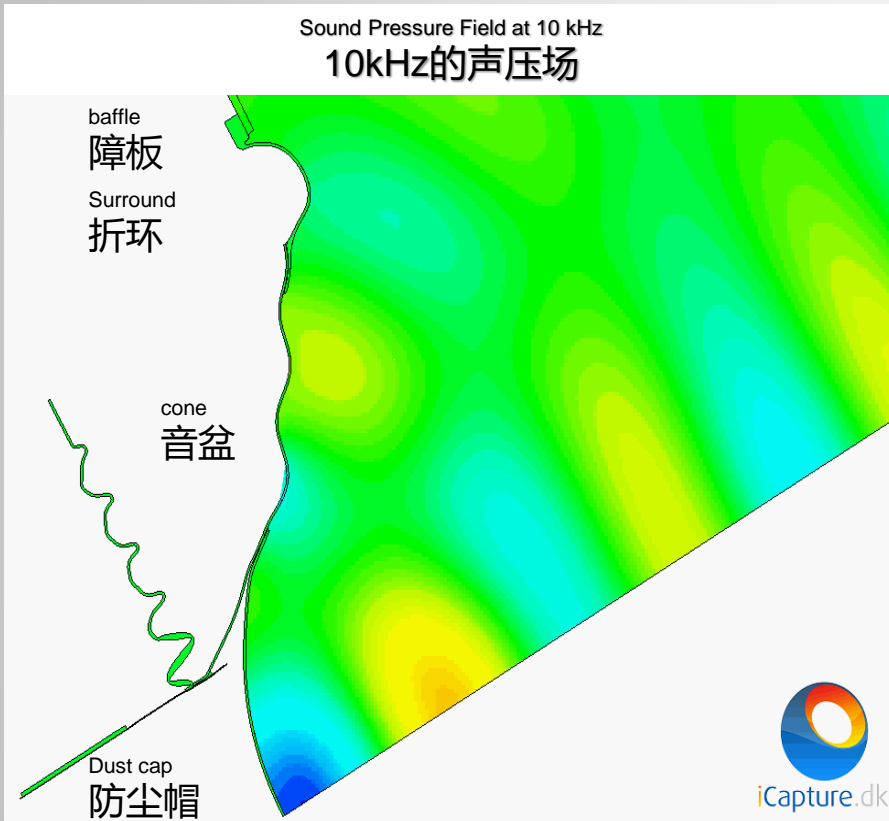 Sound Pressure Field at 10 kHz
10kHz的声压场
baffle
障板
Surround
折环
cone
音盆
Dust cap
防尘帽
iCapture.dk